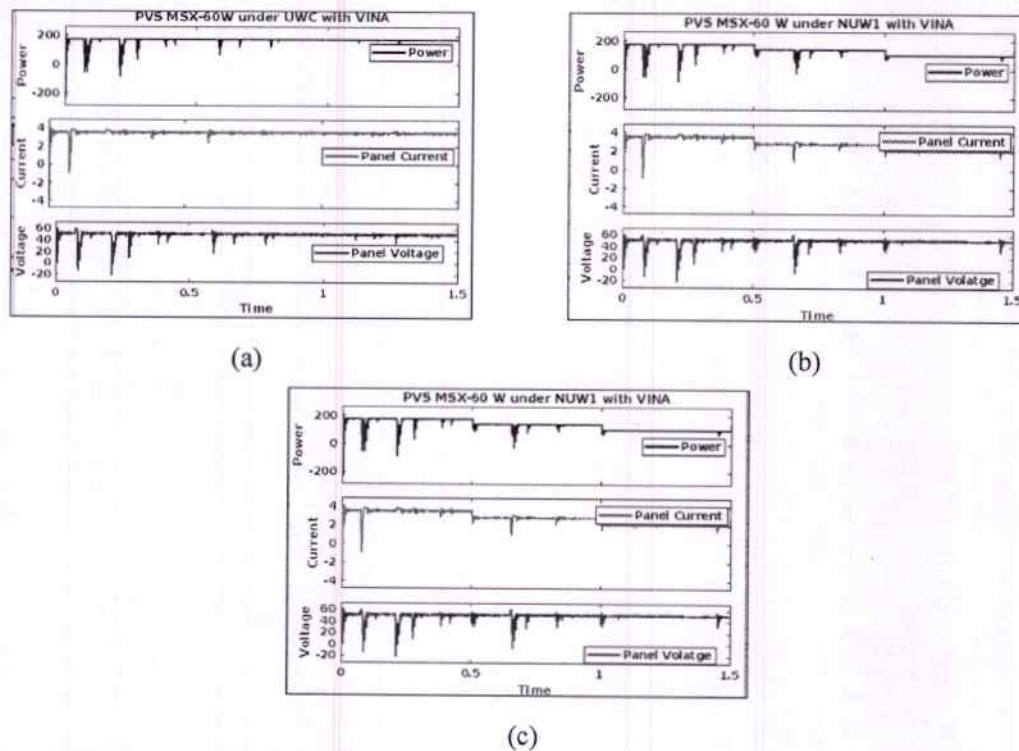 PVS MSX-60W under UWC with VINA
Power
200
0
-200
Power
Current
4
2
0
-2
-4
Panel Current
Voltage
60
40
20
0
-20
Panel Voltage
0
0.5
1
1.5
Time
(a)
PVS MSX-60 W under NUW1 with VINA
Power
200
0
-200
Power
Current
4
2
0
-2
-4
Panel Current
Voltage
60
40
20
0
-20
Panel Volatge
0
0.5
1
1.5
Time
(b)
PVS MSX-60 W under NUW1 with VINA
Power
200
0
-200
Power
Current
4
2
0
-2
-4
Panel Current
Voltage
60
40
20
0
-20
Panel Volatge
0
0.5
1
1.5
Time
(c)